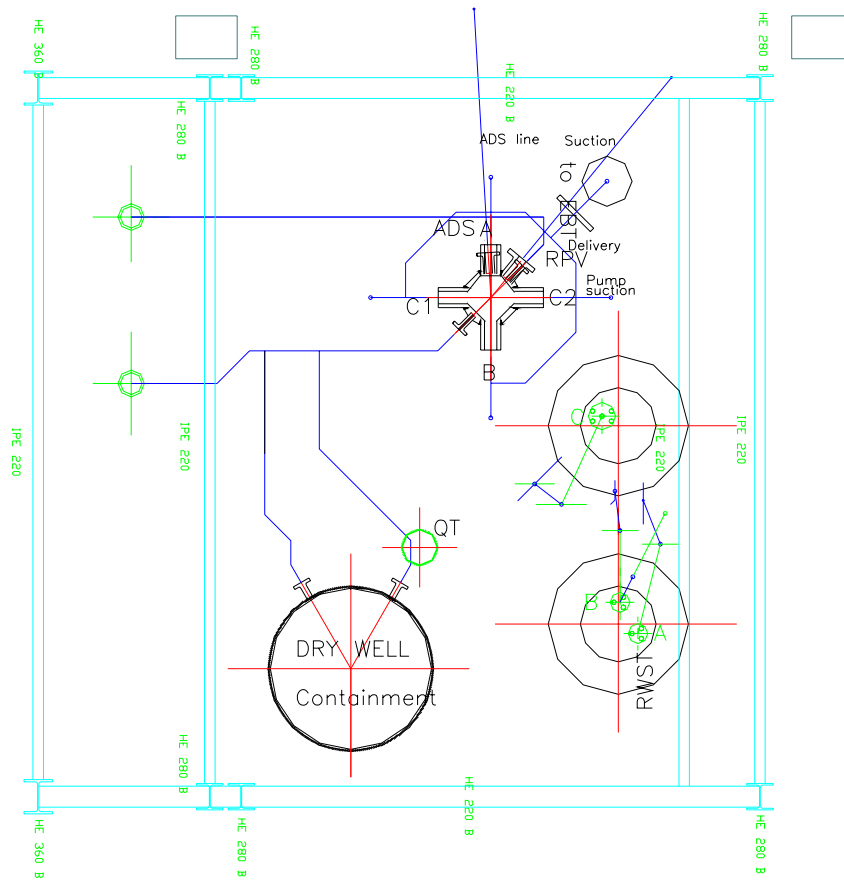 HE 360 B
HE 280 B
HE 280 B
HE 220 B
HE 280 B
ADS line
Suction
to EBT
ADS
A
Delivery
RPV
Pump
suction
C1
C2
B
C
IPE 220
IPE 220
IPE 220
IPE 220
QT
B
A
DRY WELL
RWST
Containment
HE 280 B
HE 360 B
HE 280 B
HE 220 B
HE 280 B